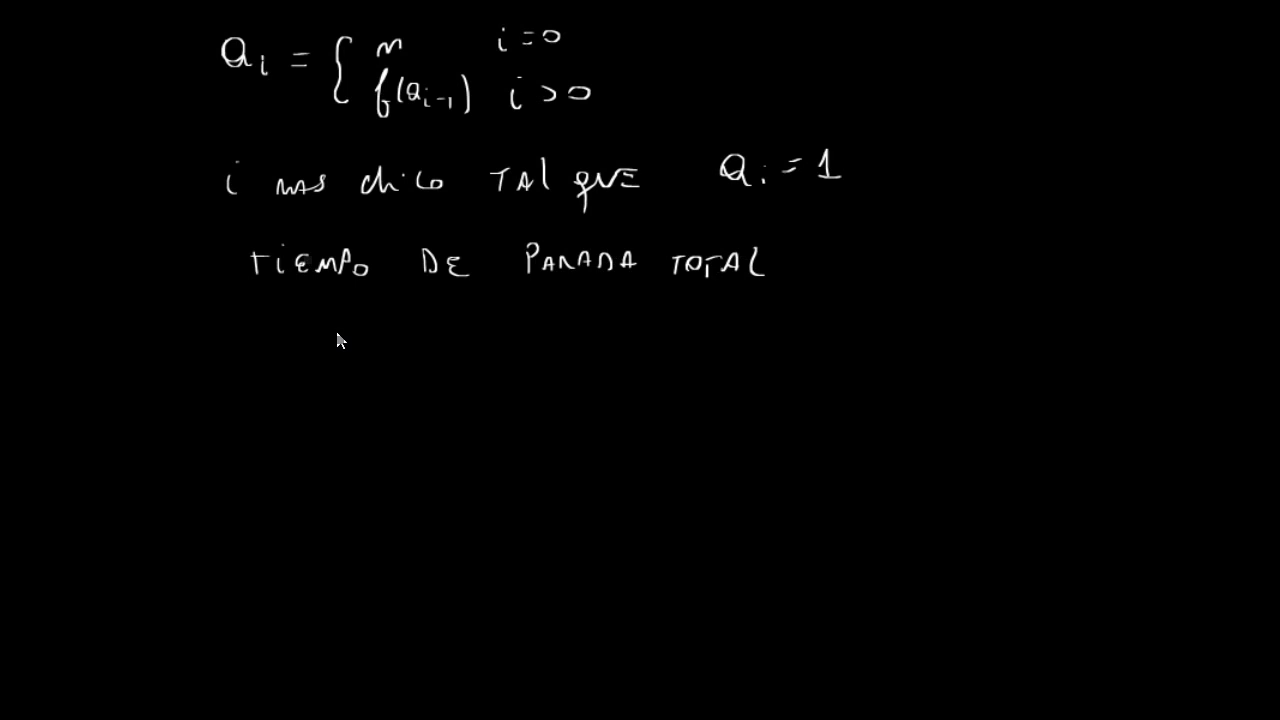 a_i = { n i = 0
f(a_{i-1}) i > 0
i mas chico TAL QUE a_i = 1
TIEMPO DE PARADA TOTAL